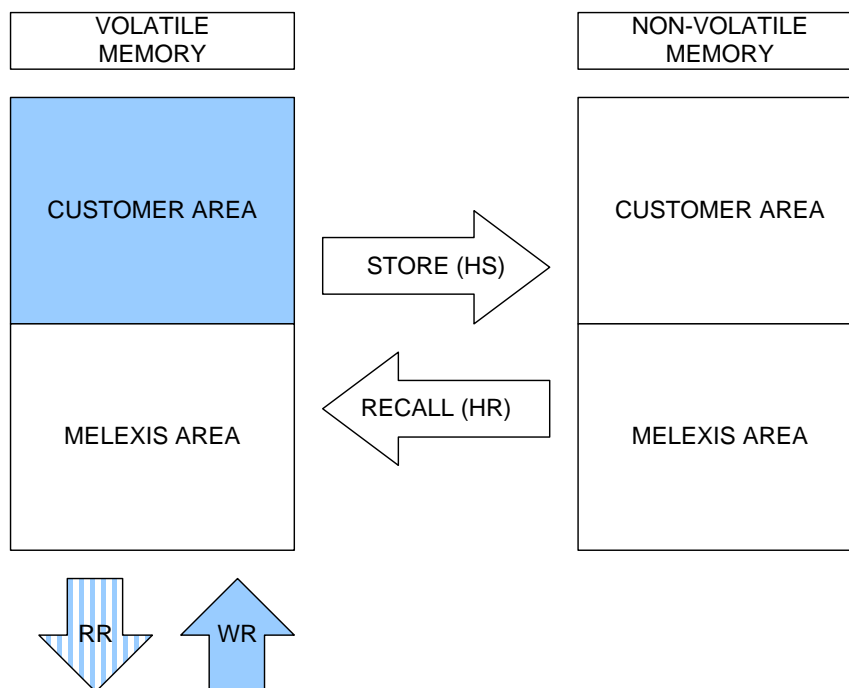 VOLATILE
MEMORY
NON-VOLATILE
MEMORY
CUSTOMER AREA
CUSTOMER AREA
STORE (HS)
RECALL (HR)
MELEXIS AREA
MELEXIS AREA
RR
WR